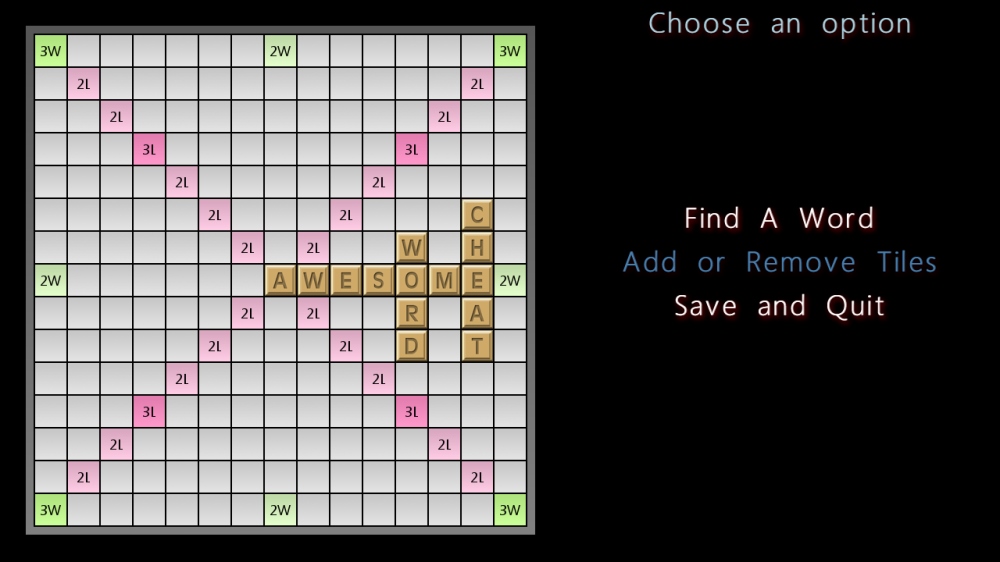 Choose an option
3W 2W 3W
2L 2L
2L 2L
3L 3L
2L 2L
2L 2L C
2L 2L W H
2W A W E S O M E 2W
2L 2L R A
2L 2L D T
2L 2L
3L 3L
2L 2L
2L 2L
3W 2W 3W
Find A Word
Add or Remove Tiles
Save and Quit